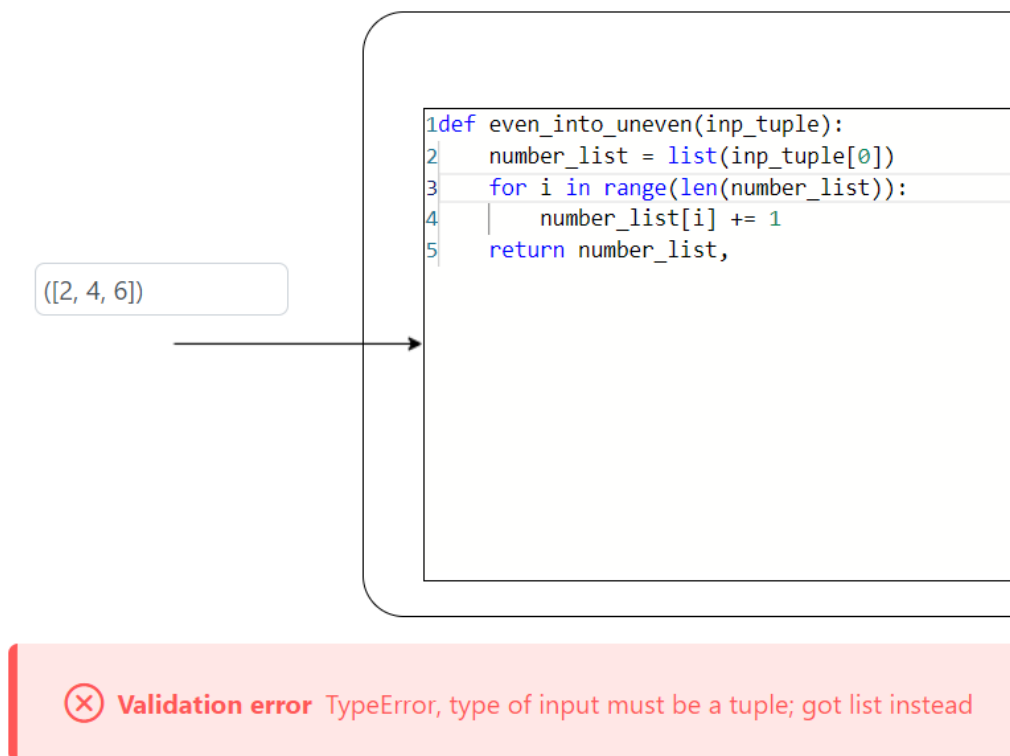 1def even_into_uneven(inp_tuple):
2    number_list = list(inp_tuple[0])
3    for i in range(len(number_list)):
4        number_list[i] += 1
5    return number_list,
([2, 4, 6])
Validation error TypeError, type of input must be a tuple; got list instead